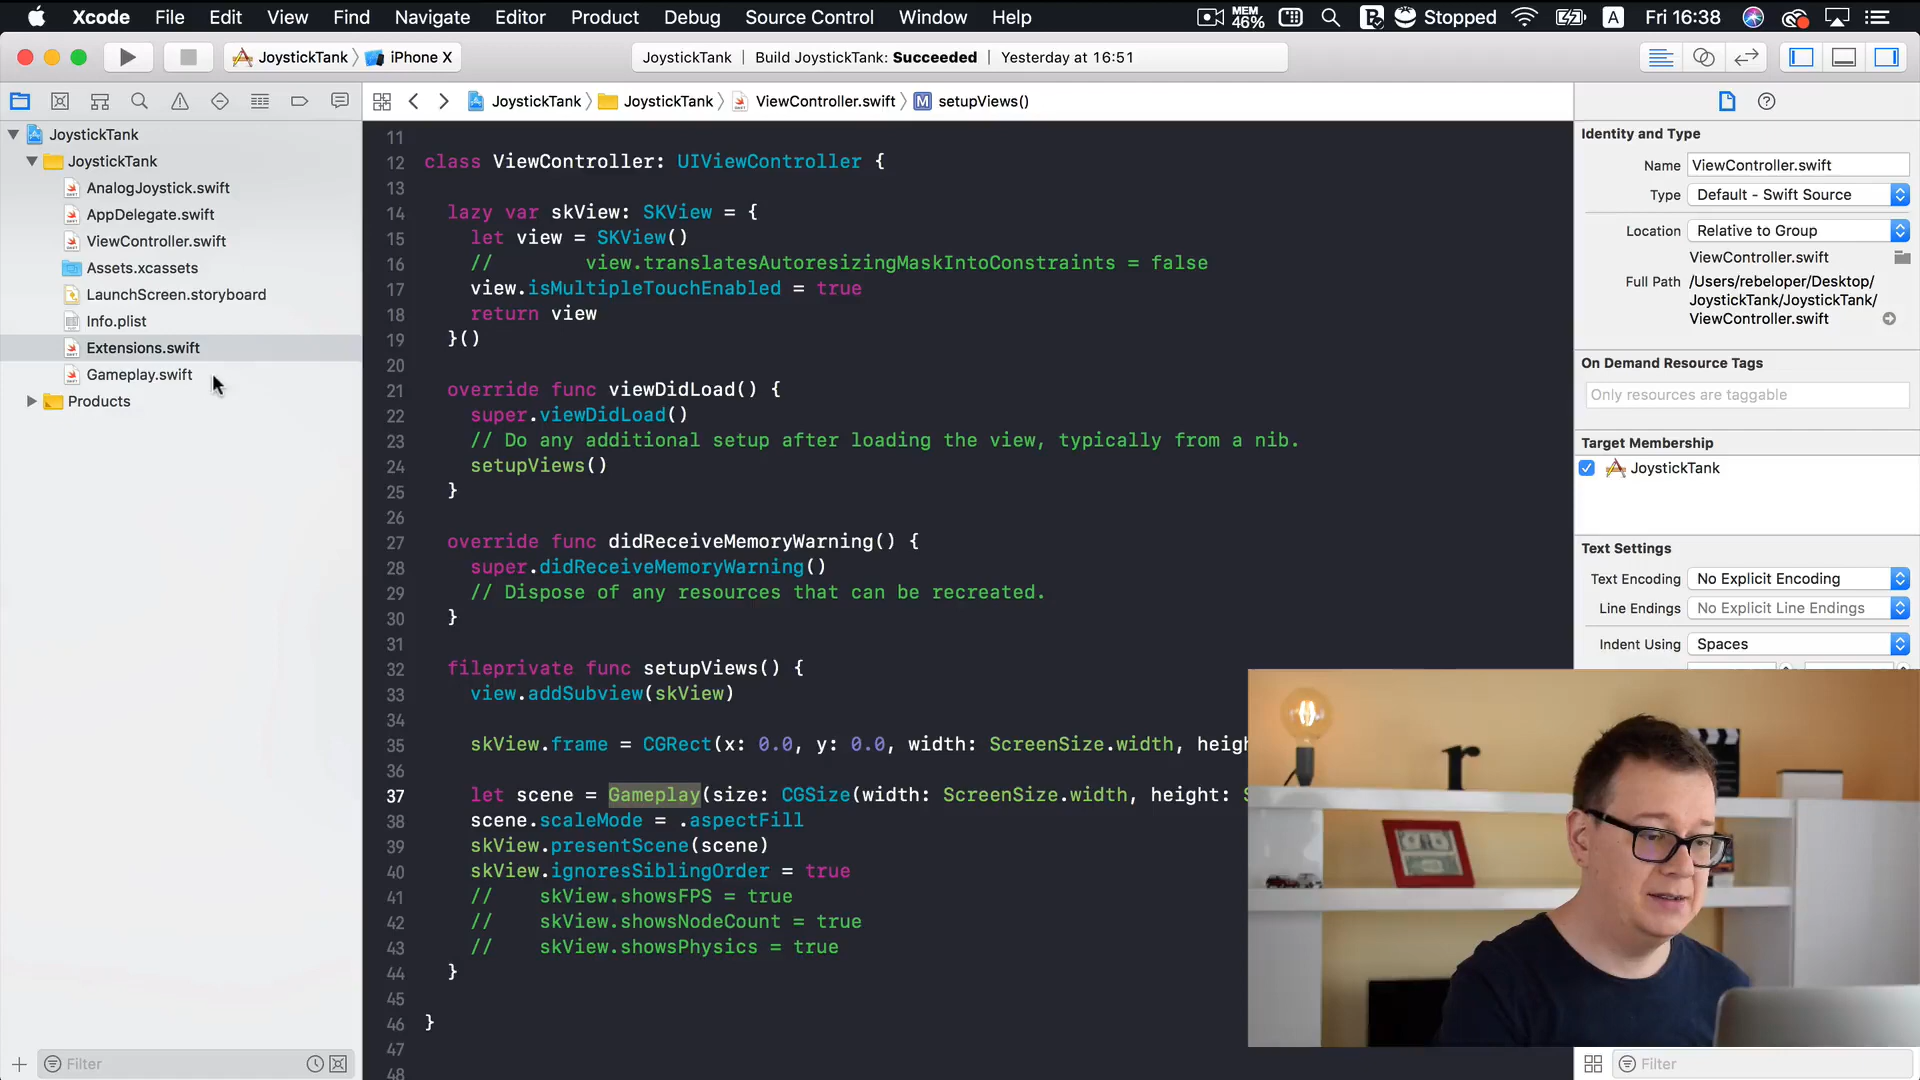 Xcode File Edit View Find Navigate Editor Product Debug Source Control Window Help MEM 46% Stopped A Fri 16:38
JoystickTank iPhone X JoystickTank | Build JoystickTank: Succeeded | Yesterday at 16:51
JoystickTank JoystickTank ViewController.swift M setupViews()
JoystickTank
JoystickTank
AnalogJoystick.swift
AppDelegate.swift
ViewController.swift
Assets.xcassets
LaunchScreen.storyboard
Info.plist
Extensions.swift
Gameplay.swift
Products
Filter
11
12 class ViewController: UIViewController {
13
14 lazy var skView: SKView = {
15 let view = SKView()
16 // view.translatesAutoresizingMaskIntoConstraints = false
17 view.isMultipleTouchEnabled = true
18 return view
19 }()
20
21 override func viewDidLoad() {
22 super.viewDidLoad()
23 // Do any additional setup after loading the view, typically from a nib.
24 setupViews()
25 }
26
27 override func didReceiveMemoryWarning() {
28 super.didReceiveMemoryWarning()
29 // Dispose of any resources that can be recreated.
30 }
31
32 fileprivate func setupViews() {
33 view.addSubview(skView)
34
35 skView.frame = CGRect(x: 0.0, y: 0.0, width: ScreenSize.width, heigh
36
37 let scene = Gameplay(size: CGSize(width: ScreenSize.width, height: S
38 scene.scaleMode = .aspectFill
39 skView.presentScene(scene)
40 skView.ignoresSiblingOrder = true
41 // skView.showsFPS = true
42 // skView.showsNodeCount = true
43 // skView.showsPhysics = true
44 }
45
46 }
47
48
Identity and Type
Name ViewController.swift
Type Default - Swift Source
Location Relative to Group
ViewController.swift
Full Path /Users/rebeloper/Desktop/
JoystickTank/JoystickTank/
ViewController.swift
On Demand Resource Tags
Only resources are taggable
Target Membership
JoystickTank
Text Settings
Text Encoding No Explicit Encoding
Line Endings No Explicit Line Endings
Indent Using Spaces
Filter